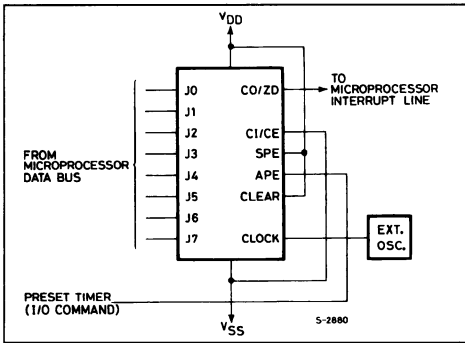 VDD
J0
J1
J2
J3
J4
J5
J6
J7
CO/ZD
CI/CE
SPE
APE
CLEAR
CLOCK
TO
MICROPROCESSOR
INTERRUPT LINE
FROM
MICROPROCESSOR
DATA BUS
EXT.
OSC.
PRESET TIMER
(I/O COMMAND)
VSS
S-2880